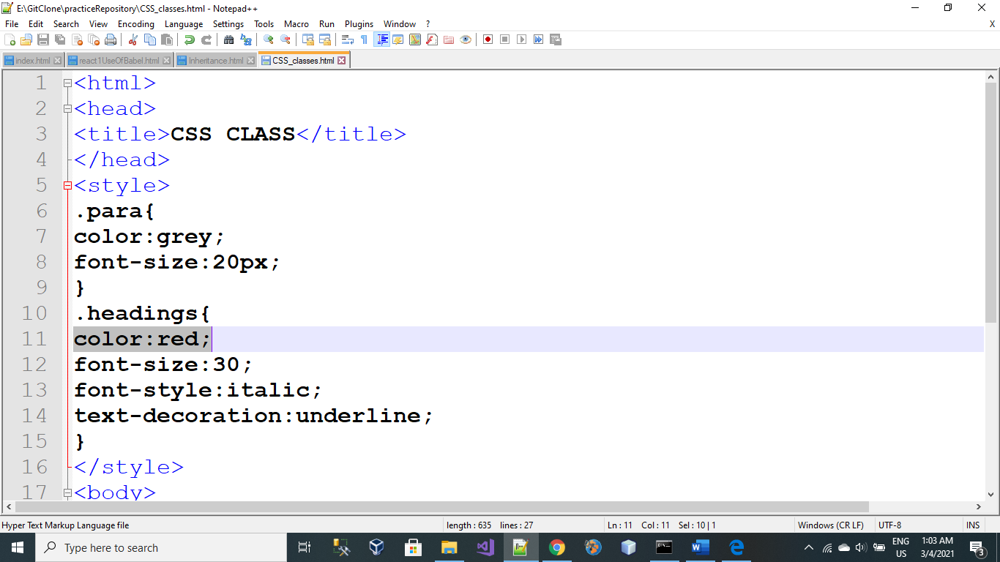 E:\GitClone\practiceRepository\CSS_classes.html - Notepad++
File Edit Search View Encoding Language Settings Tools Macro Run Plugins Window ? X
index.html react1UseOfBabel.html Inheritance.html CSS_classes.html
1 <html>
2 <head>
3 <title>CSS CLASS</title>
4 </head>
5 <style>
6 .para{
7 color:grey;
8 font-size:20px;
9 }
10 .headings{
11 color:red;
12 font-size:30;
13 font-style:italic;
14 text-decoration:underline;
15 }
16 </style>
17 <body>
Hyper Text Markup Language file length : 635 lines : 27 Ln : 11 Col : 11 Sel : 10 | 1 Windows (CR LF) UTF-8 INS
Type here to search ENG 1:03 AM
US 3/4/2021 3